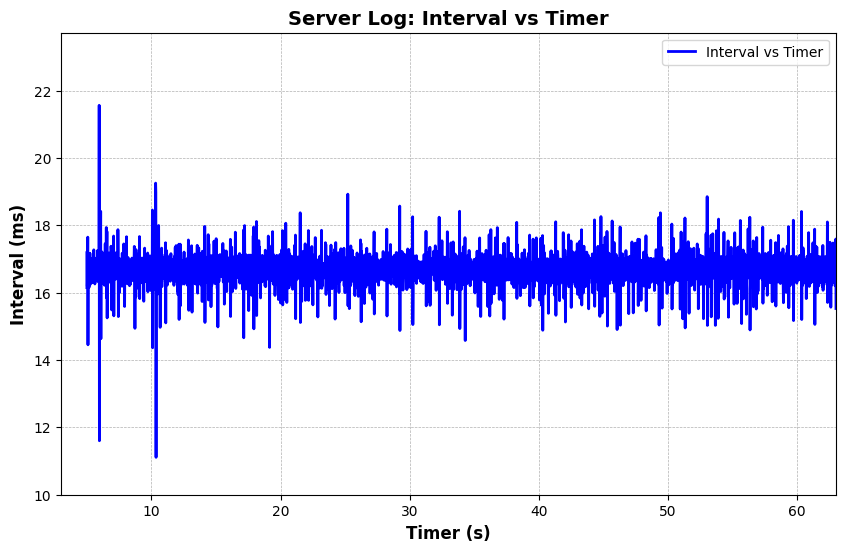 Server Log: Interval vs Timer
Interval vs Timer
Interval (ms)
22
20
18
16
14
12
10
10 20 30 40 50 60
Timer (s)